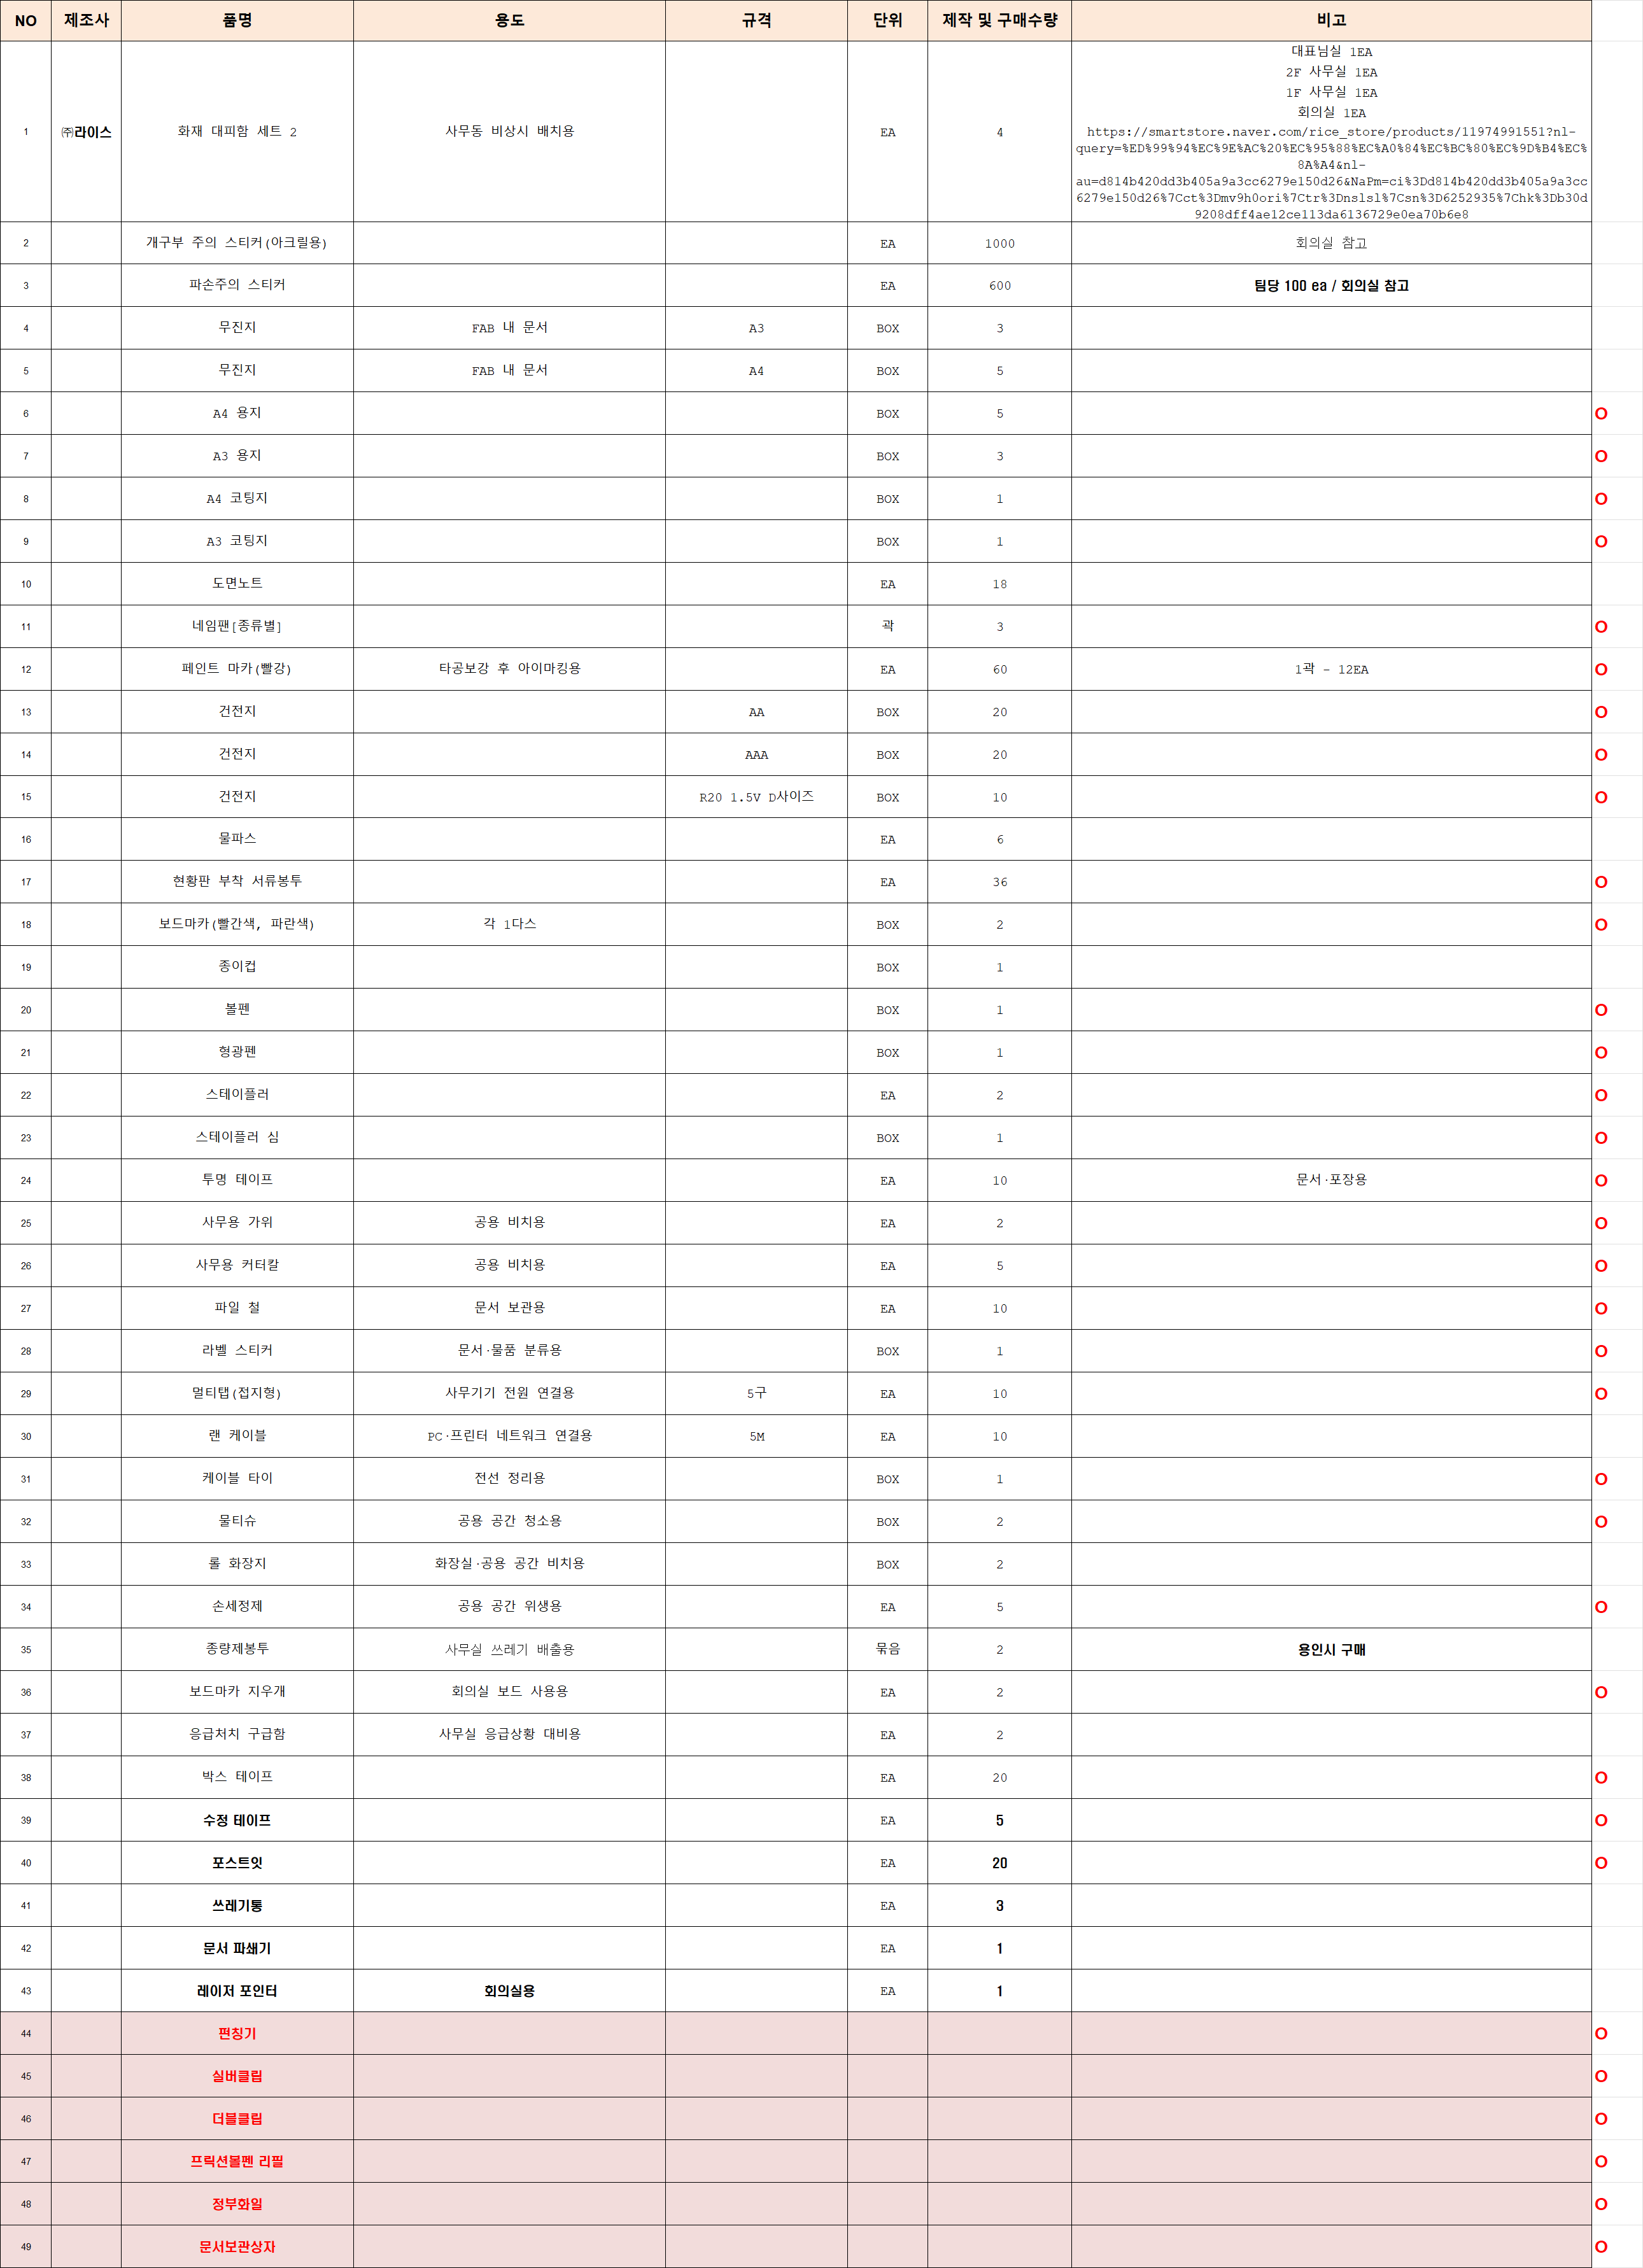 NO 제조사 품명 용도 규격 단위 제작 및 구매수량 비고
1 ㈜라이스 화재 대피함 세트 2 사무동 비상시 배치용 EA 4
대표님실 1EA
2F 사무실 1EA
1F 사무실 1EA
회의실 1EA
https://smartstore.naver.com/rice_store/products/11974991551?nl-
query=%ED%99%94%EC%9E%AC%20%EC%95%88%EC%A0%84%EC%BC%80%EC%9D%B4%EC%
8A%A4&nl-
au=d814b420dd3b405a9a3cc6279e150d26&NaPm=ci%3Dd814b420dd3b405a9a3cc
6279e150d26%7Cct%3Dmv9h0ori%7Ctr%3Dnslsl%7Csn%3D6252935%7Chk%3Db30d
9208dff4ae12ce113da6136729e0ea70b6e8
2 개구부 주의 스티커(아크릴용) EA 1000 회의실 참고
3 파손주의 스티커 EA 600 팀당 100 ea / 회의실 참고
4 무진지 FAB 내 문서 A3 BOX 3
5 무진지 FAB 내 문서 A4 BOX 5
6 A4 용지 BOX 5 O
7 A3 용지 BOX 3 O
8 A4 코팅지 BOX 1 O
9 A3 코팅지 BOX 1 O
10 도면노트 EA 18
11 네임팬[종류별] 곽 3 O
12 페인트 마카(빨강) 타공보강 후 아이마킹용 EA 60 1곽 - 12EA O
13 건전지 AA BOX 20 O
14 건전지 AAA BOX 20 O
15 건전지 R20 1.5V D사이즈 BOX 10 O
16 물파스 EA 6
17 현황판 부착 서류봉투 EA 36 O
18 보드마카(빨간색, 파란색) 각 1다스 BOX 2 O
19 종이컵 BOX 1
20 볼펜 BOX 1 O
21 형광펜 BOX 1 O
22 스테이플러 EA 2 O
23 스테이플러 심 BOX 1 O
24 투명 테이프 EA 10 문서·포장용 O
25 사무용 가위 공용 비치용 EA 2 O
26 사무용 커터칼 공용 비치용 EA 5 O
27 파일 철 문서 보관용 EA 10 O
28 라벨 스티커 문서·물품 분류용 BOX 1 O
29 멀티탭(접지형) 사무기기 전원 연결용 5구 EA 10 O
30 랜 케이블 PC·프린터 네트워크 연결용 5M EA 10
31 케이블 타이 전선 정리용 BOX 1 O
32 물티슈 공용 공간 청소용 BOX 2 O
33 롤 화장지 화장실·공용 공간 비치용 BOX 2
34 손세정제 공용 공간 위생용 EA 5 O
35 종량제봉투 사무실 쓰레기 배출용 묶음 2 용인시 구매
36 보드마카 지우개 회의실 보드 사용용 EA 2 O
37 응급처치 구급함 사무실 응급상황 대비용 EA 2
38 박스 테이프 EA 20 O
39 수정 테이프 EA 5 O
40 포스트잇 EA 20 O
41 쓰레기통 EA 3
42 문서 파쇄기 EA 1
43 레이저 포인터 회의실용 EA 1
44 펀칭기 O
45 실버클립 O
46 더블클립 O
47 프릭션볼펜 리필 O
48 정부화일 O
49 문서보관상자 O